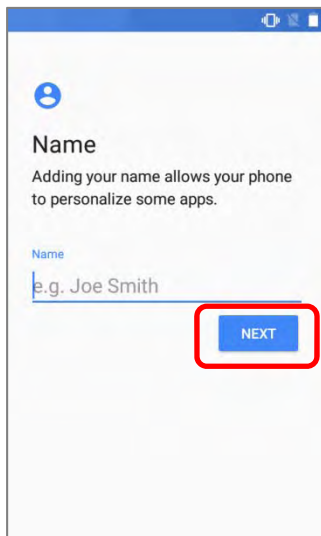 Name
Adding your name allows your phone
to personalize some apps.
Name
e.g. Joe Smith
NEXT